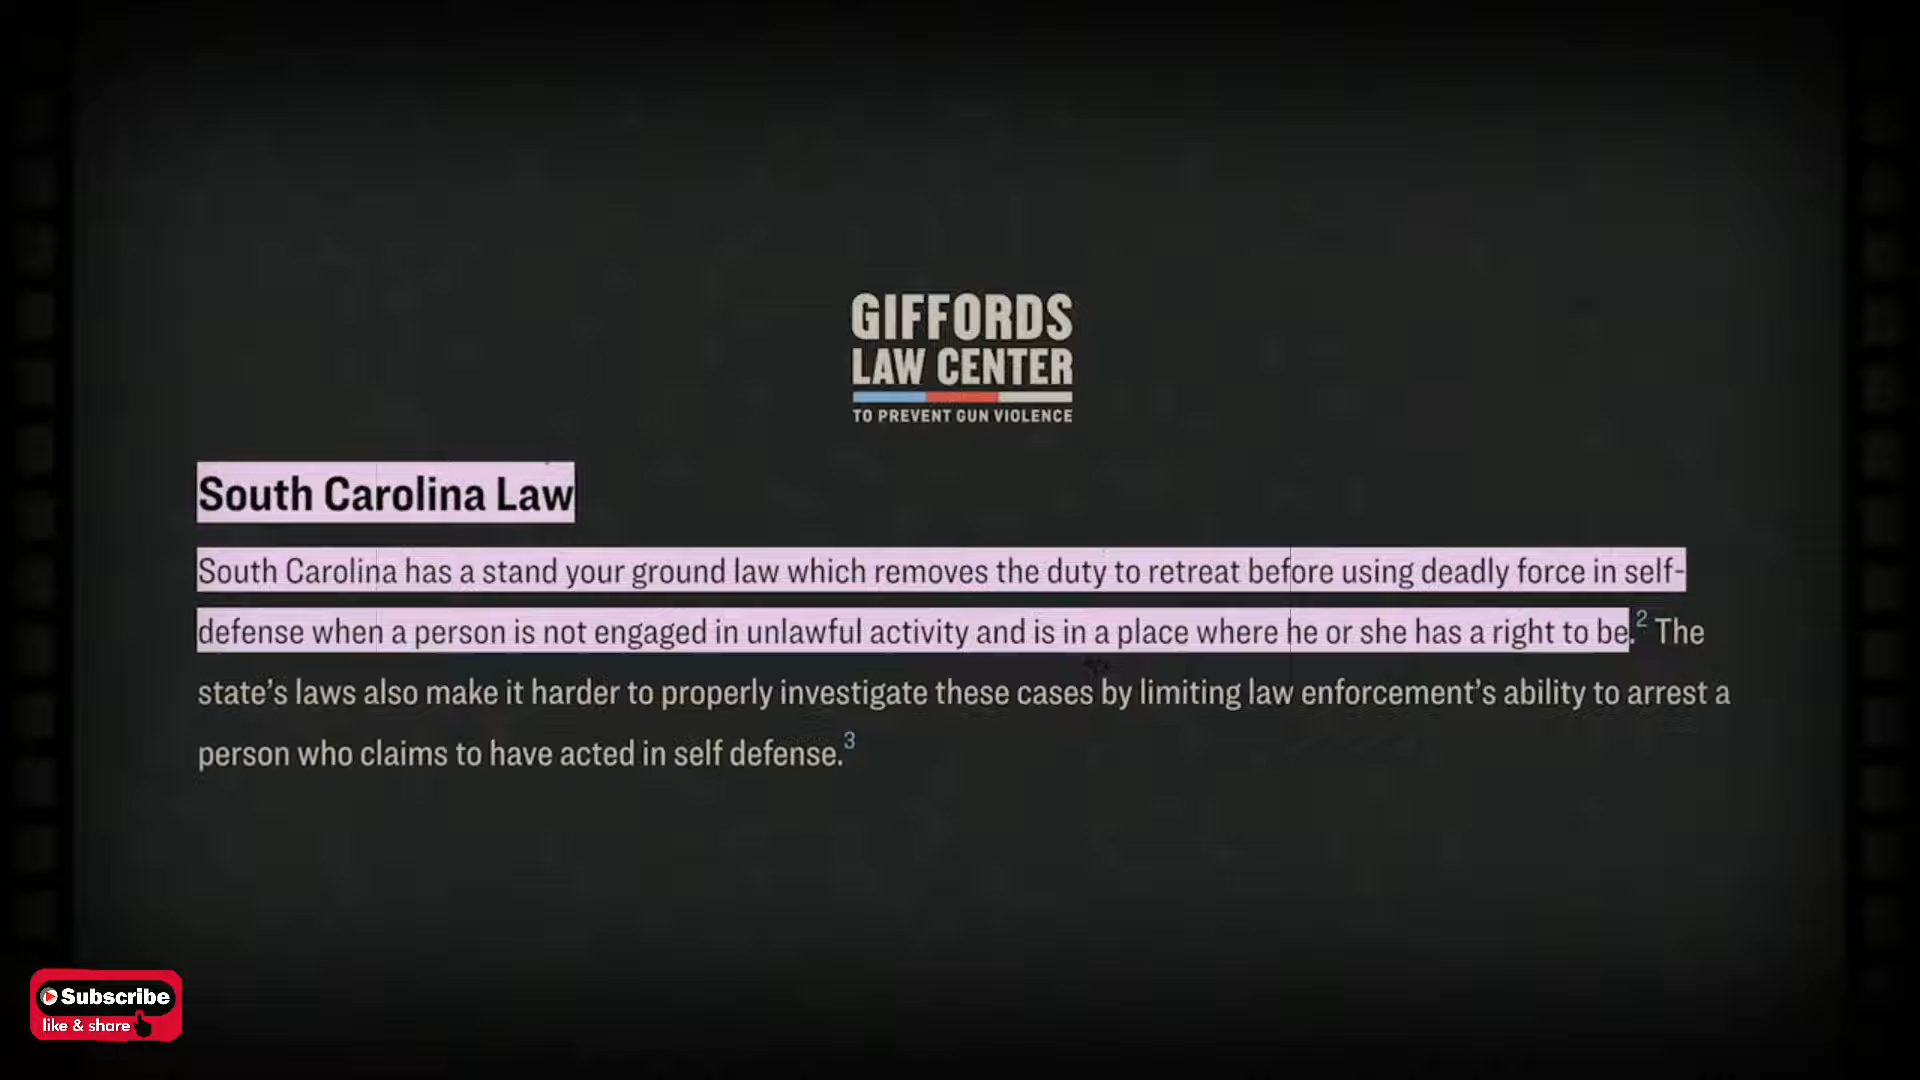 GIFFORDS
LAW CENTER
TO PREVENT GUN VIOLENCE
South Carolina Law
South Carolina has a stand your ground law which removes the duty to retreat before using deadly force in self-
defense when a person is not engaged in unlawful activity and is in a place where he or she has a right to be.2 The
state’s laws also make it harder to properly investigate these cases by limiting law enforcement’s ability to arrest a
person who claims to have acted in self defense.3
Subscribe
like & share